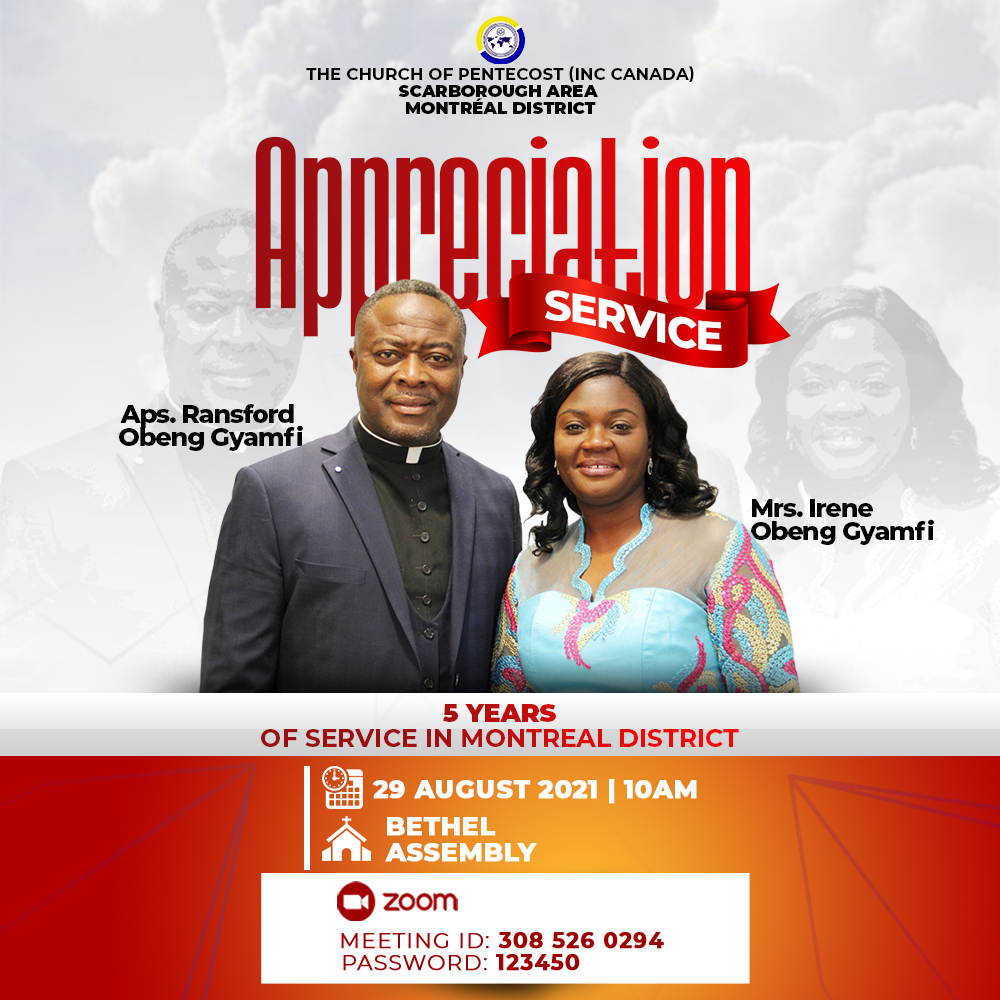 THE CHURCH OF PENTECOST (INC CANADA)
SCARBOROUGH AREA
MONTRÉAL DISTRICT
Appreciation
SERVICE
Aps. Ransford
Obeng Gyamfi
Mrs. Irene
Obeng Gyamfi
5 YEARS
OF SERVICE IN MONTREAL DISTRICT
29 AUGUST 2021 | 10AM
BETHEL
ASSEMBLY
zoom
MEETING ID: 308 526 0294
PASSWORD: 123450